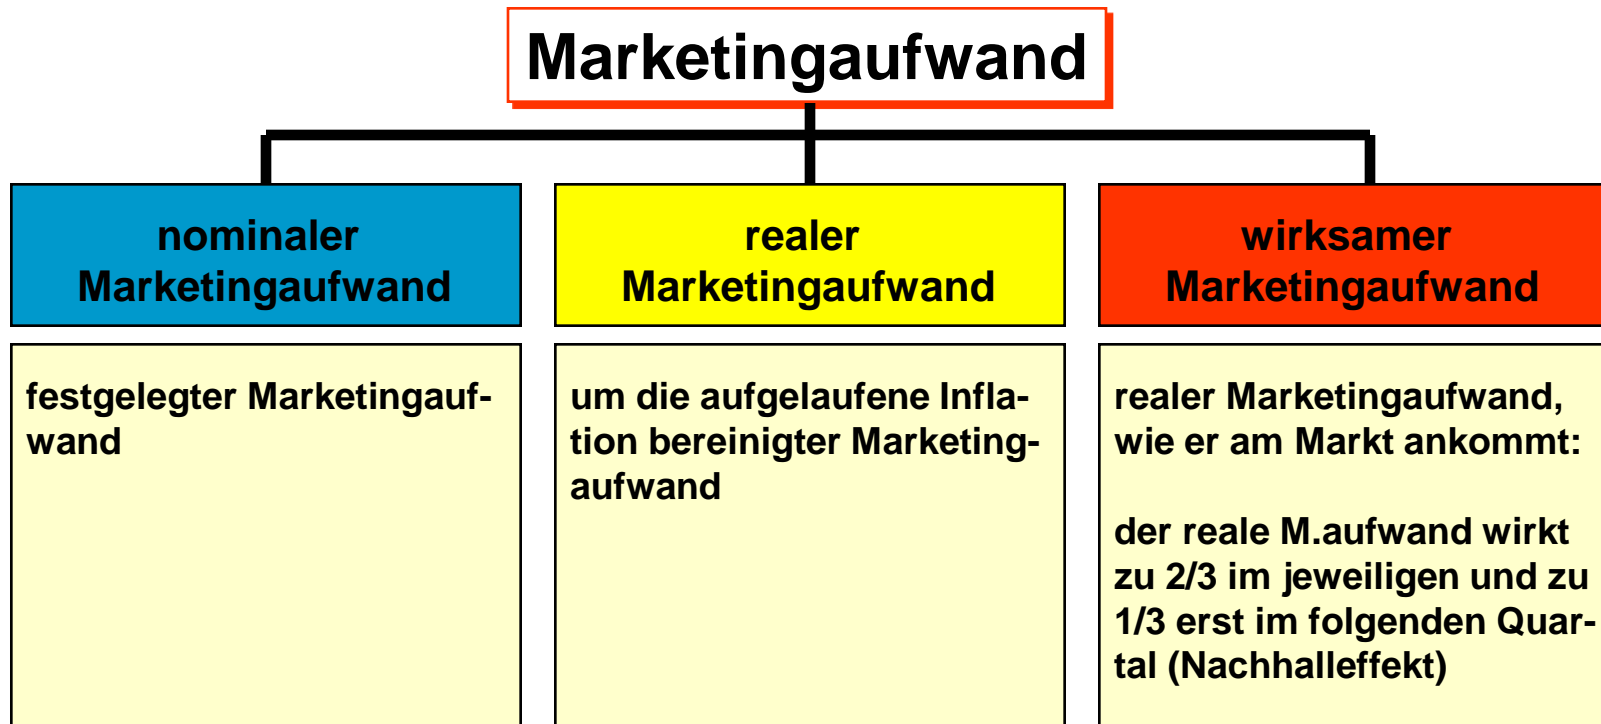 Marketingaufwand
nominaler
Marketingaufwand
realer
Marketingaufwand
wirksamer
Marketingaufwand
festgelegter Marketingauf-
wand
um die aufgelaufene Infla-
tion bereinigter Marketing-
aufwand
realer Marketingaufwand,
wie er am Markt ankommt:
der reale M.aufwand wirkt
zu 2/3 im jeweiligen und zu
1/3 erst im folgenden Quar-
tal (Nachhalleffekt)